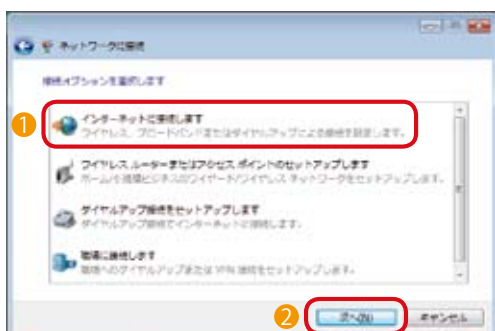 ネットワークに接続
接続オプションを選択します
1
インターネットに接続します
ワイヤレス、ブロードバンドまたはダイヤルアップによる接続を設定します。
ワイヤレス ルーターまたはアクセス ポイントのセットアップします
ホームまたは小規模ビジネスのワイヤード/ワイヤレス ネットワークをセットアップします。
ダイヤルアップ接続をセットアップします
ダイヤルアップ接続でインターネットに接続します。
職場に接続します
職場へのダイヤルアップまたは VPN 接続をセットアップします。
2
次へ(N)
キャンセル